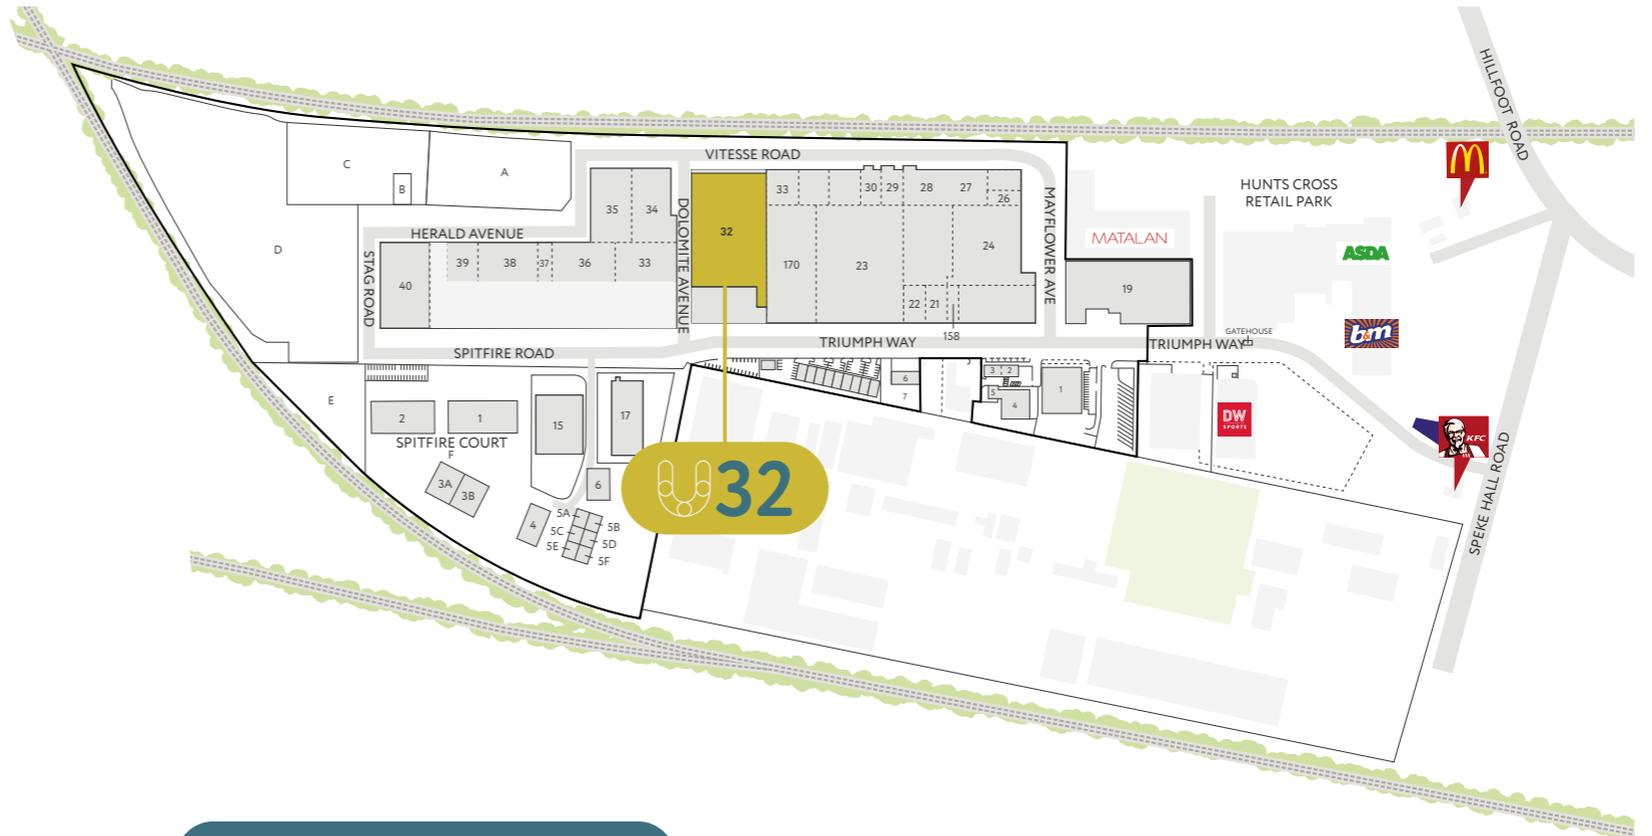 HILLFOOT ROAD
VITESSE ROAD
C
A
B
D
E
F
HUNTS CROSS
RETAIL PARK
MATALAN
ASDA
b&m
35
34
DOLOMITE AVENUE
32
33
30
29
28
27
26
24
MAYFLOWER AVE
HERALD AVENUE
STAG ROAD
40
39
38
37
36
33
170
23
22
21
158
19
GATEHOUSE
SPITFIRE ROAD
TRIUMPH WAY
TRIUMPH WAY
6
7
3
2
5
4
1
DW
SPORTS
KFC
SPEKE HALL ROAD
2
1
SPITFIRE COURT
15
17
3A
3B
6
4
5A
5B
5C
5D
5E
5F
U32